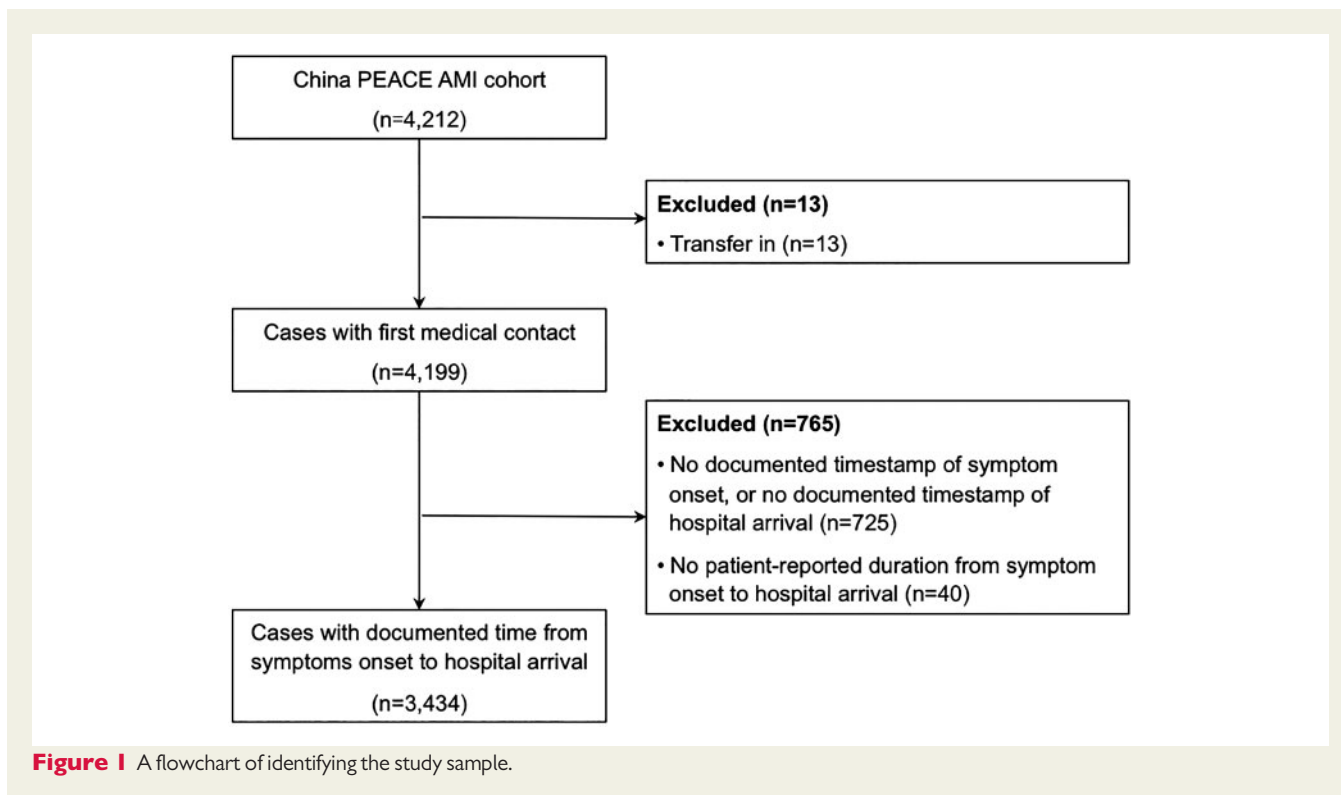 China PEACE AMI cohort
(n=4,212)
Excluded (n=13)
• Transfer in (n=13)
Cases with first medical contact
(n=4,199)
Excluded (n=765)
• No documented timestamp of symptom
onset, or no documented timestamp of
hospital arrival (n=725)
• No patient-reported duration from symptom
onset to hospital arrival (n=40)
Cases with documented time from
symptoms onset to hospital arrival
(n=3,434)
Figure 1 A flowchart of identifying the study sample.